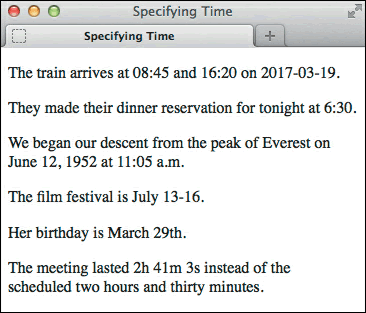 Specifying Time
Specifying Time
The train arrives at 08:45 and 16:20 on 2017-03-19.
They made their dinner reservation for tonight at 6:30.
We began our descent from the peak of Everest on
June 12, 1952 at 11:05 a.m.
The film festival is July 13-16.
Her birthday is March 29th.
The meeting lasted 2h 41m 3s instead of the
scheduled two hours and thirty minutes.